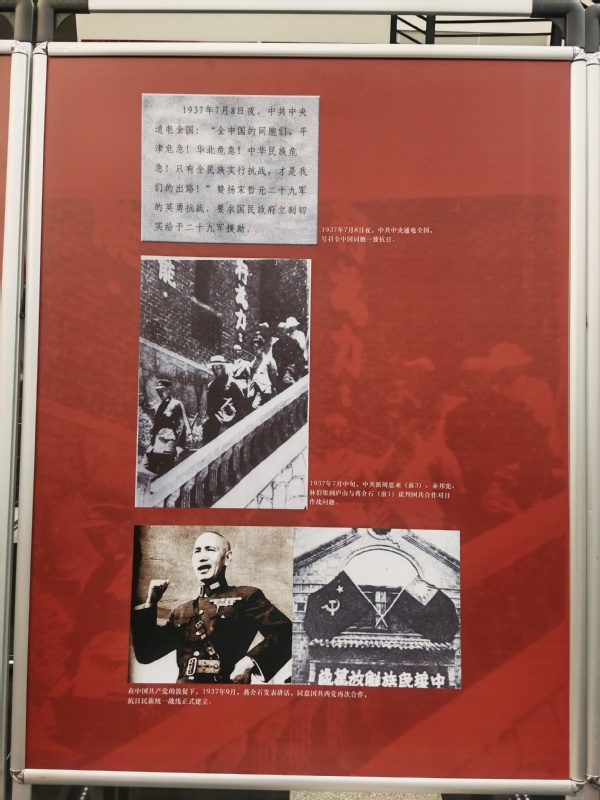 1937年7月8日夜，中共中央
通电全国：“全中国的同胞们，平
津危急！华北危急！中华民族危
急！只有全民族实行抗战，才是我
们的出路！”赞扬宋哲元二十九军
的英勇抗战，要求国民政府立刻切
实给予二十九军援助。
1937年7月8日夜，中共中央通电全国，
号召全中国同胞一致抗日。
1937年7月中旬，中共派周恩来（前3）、秦邦宪、
林伯渠到庐山与蒋介石（前1）谈判国共合作对日
作战问题。
中华民族解放万岁
在中国共产党的敦促下，1937年9月，蒋介石发表讲话，同意国共两党再次合作，
抗日民族统一战线正式建立。